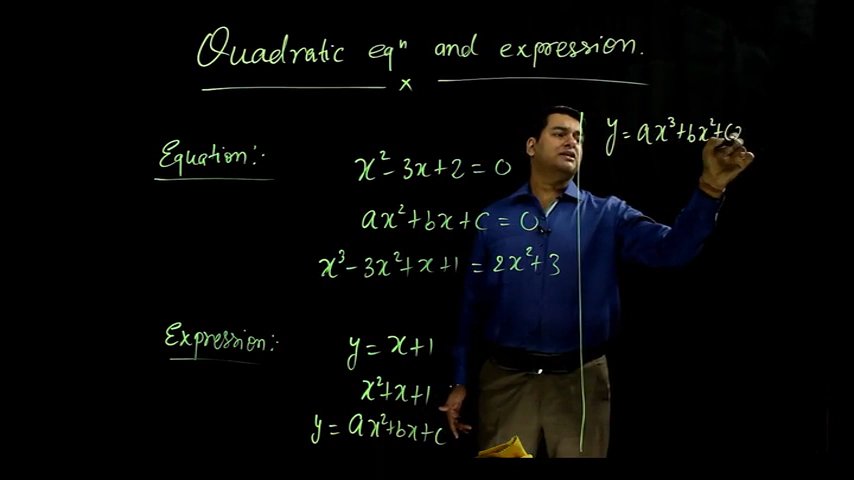 Quadratic eqⁿ and expression.
x
Equation:-
x² - 3x + 2 = 0
ax² + bx + c = 0
x³ - 3x² + x + 1 = 2x² + 3
Expression:-
y = x + 1
x² + x + 1
y = ax² + bx + c
y = ax³ + bx² + c